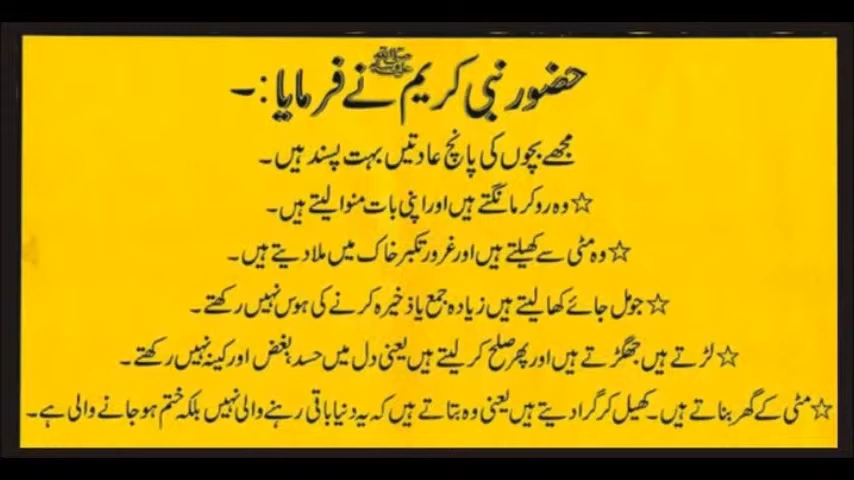 حضور نبی کریم ﷺ نے فرمایا:۔
مجھے بچوں کی پانچ عادتیں بہت پسند ہیں۔
☆ وہ رو کر مانگتے ہیں اور اپنی بات منوا لیتے ہیں۔
☆ وہ مٹی سے کھیلتے ہیں اور غرور تکبر خاک میں ملا دیتے ہیں۔
☆ جو مل جائے کھا لیتے ہیں زیادہ جمع یا ذخیرہ کرنے کی ہوس نہیں رکھتے۔
☆ لڑتے ہیں جھگڑتے ہیں اور پھر صلح کر لیتے ہیں یعنی دل میں حسد، بغض اور کینہ نہیں رکھتے۔
☆ مٹی کے گھر بناتے ہیں۔ کھیل کر گرا دیتے ہیں یعنی وہ بتاتے ہیں کہ یہ دنیا باقی رہنے والی نہیں بلکہ ختم ہو جانے والی ہے۔